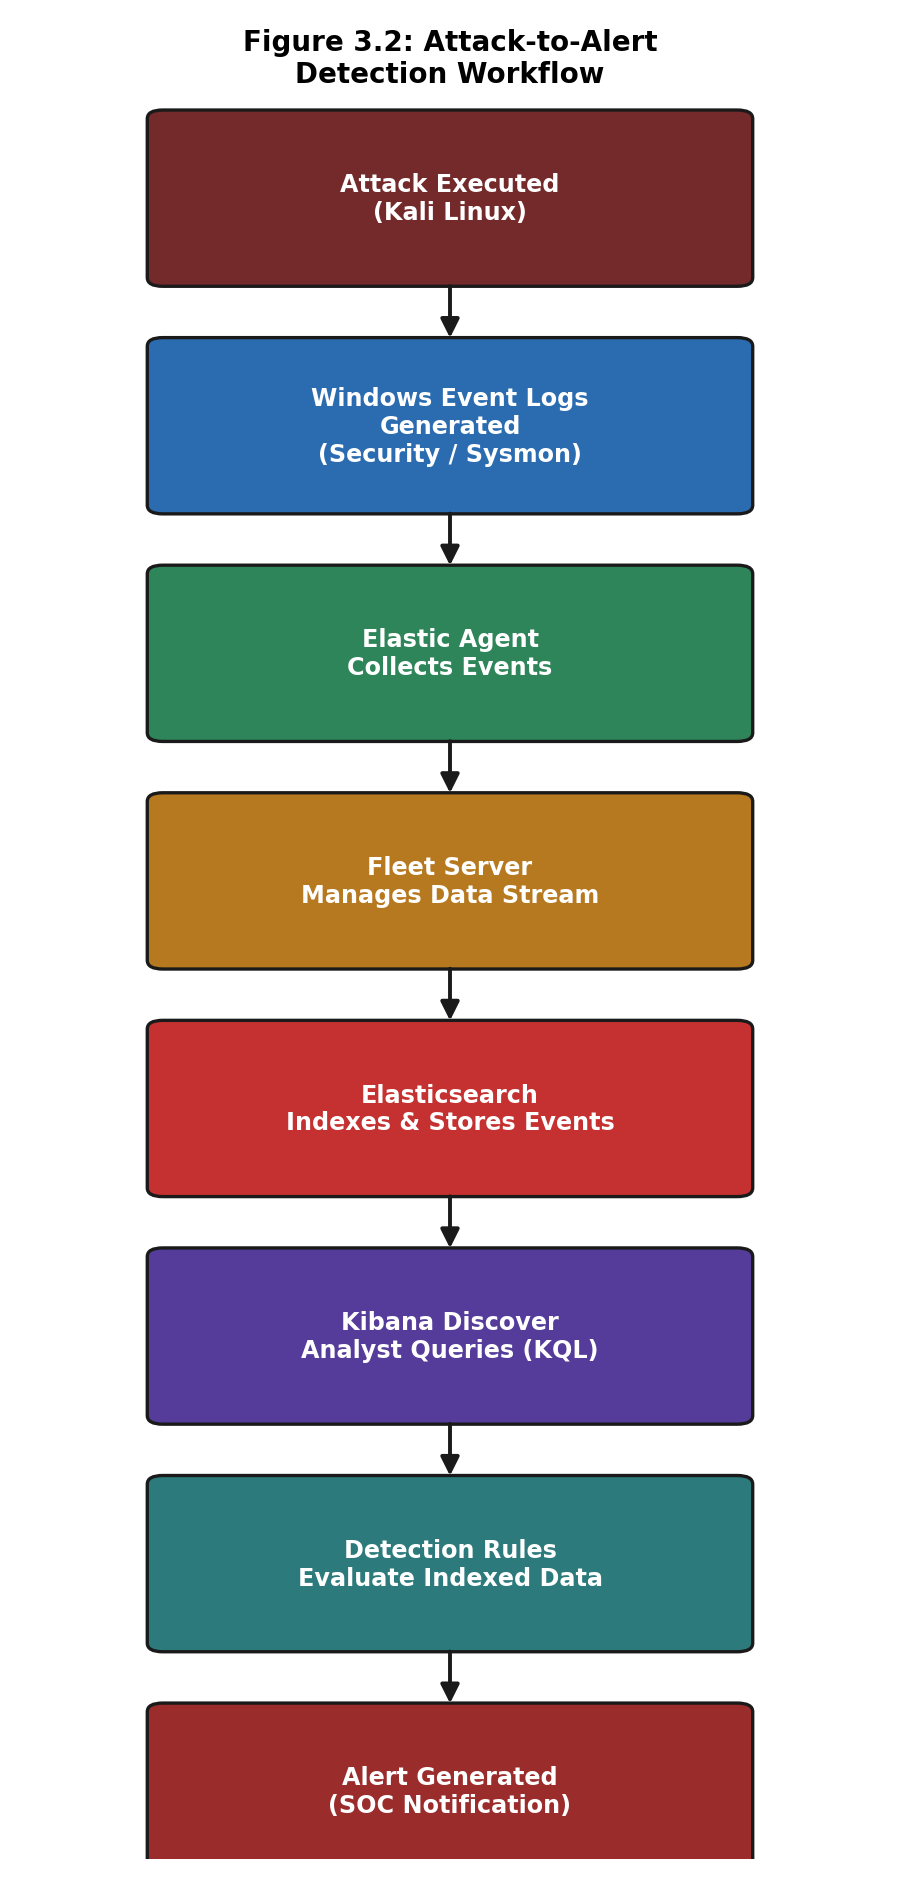 Figure 3.2: Attack-to-Alert
Detection Workflow
Attack Executed
(Kali Linux)
Windows Event Logs
Generated
(Security / Sysmon)
Elastic Agent
Collects Events
Fleet Server
Manages Data Stream
Elasticsearch
Indexes & Stores Events
Kibana Discover
Analyst Queries (KQL)
Detection Rules
Evaluate Indexed Data
Alert Generated
(SOC Notification)